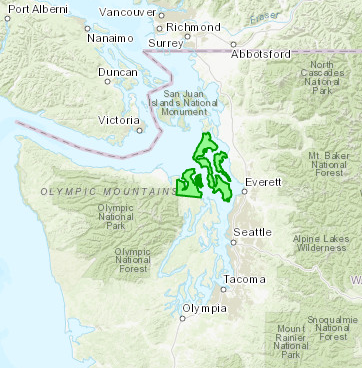 Port Alberni
Vancouver
Richmond
Fraser
Nanaimo
Surrey
Abbotsford
Duncan
North
Cascades
National
Park
San Juan
Islands National
Monument
Victoria
Mt Baker
National
Forest
OLYMPIC MOUNTAINS
Everett
Olympic
National
Park
Seattle
Alpine Lakes
Wilderness
Olympic
National
Forest
W
Tacoma
Olympia
Snoqualmie
National
Forest
Mount
Rainier
National
Park